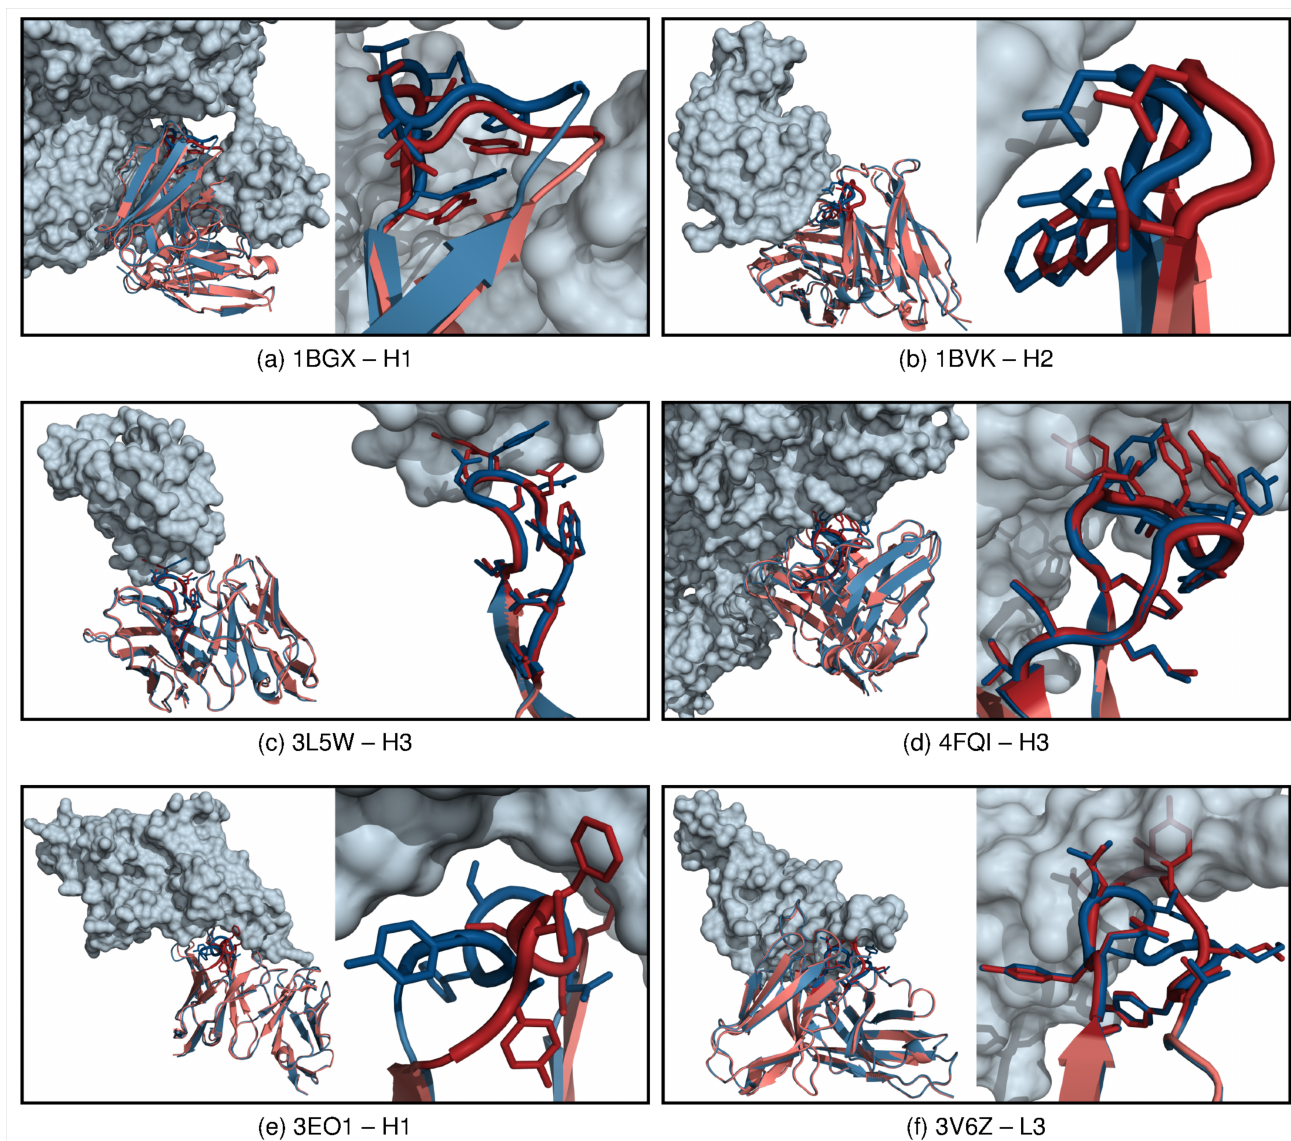 (a) 1BGX – H1
(b) 1BVK – H2
(c) 3L5W – H3
(d) 4FQI – H3
(e) 3EO1 – H1
(f) 3V6Z – L3